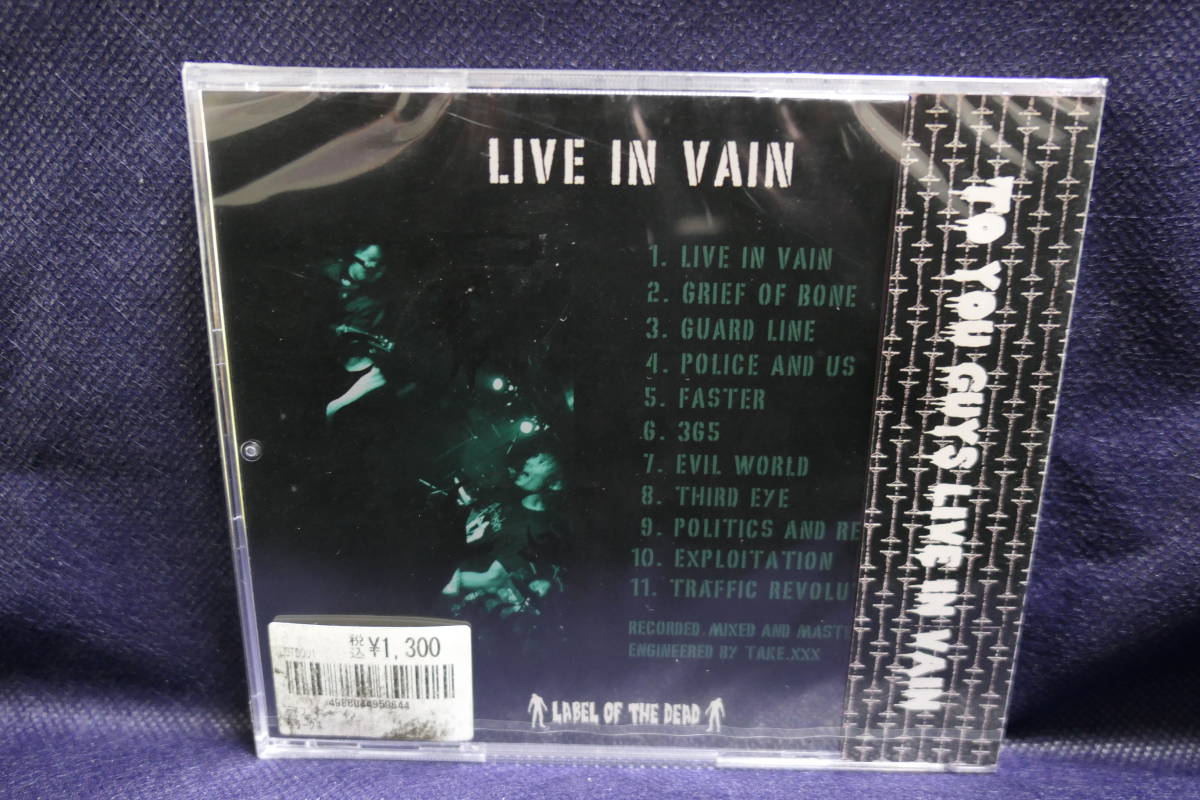 LIVE IN VAIN
1. LIVE IN VAIN
2. GRIEF OF BONE
3. GUARD LINE
4. POLICE AND US
5. FASTER
6. 365
7. EVIL WORLD
8. THIRD EYE
9. POLITICS AND RE
10. EXPLOITATION
11. TRAFFIC REVOLU
RECORDED, MIXED AND MAST
ENGINEERED BY TAKE.XXX
LABEL OF THE DEAD
税込 ¥1,300
4988044959644
TO YOU GUYS LIVE IN VAIN